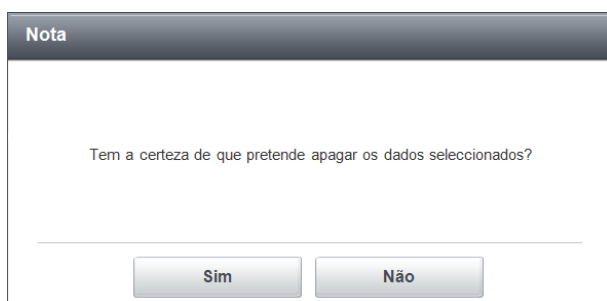 Nota
Tem a certeza de que pretende apagar os dados seleccionados?
Sim
Não